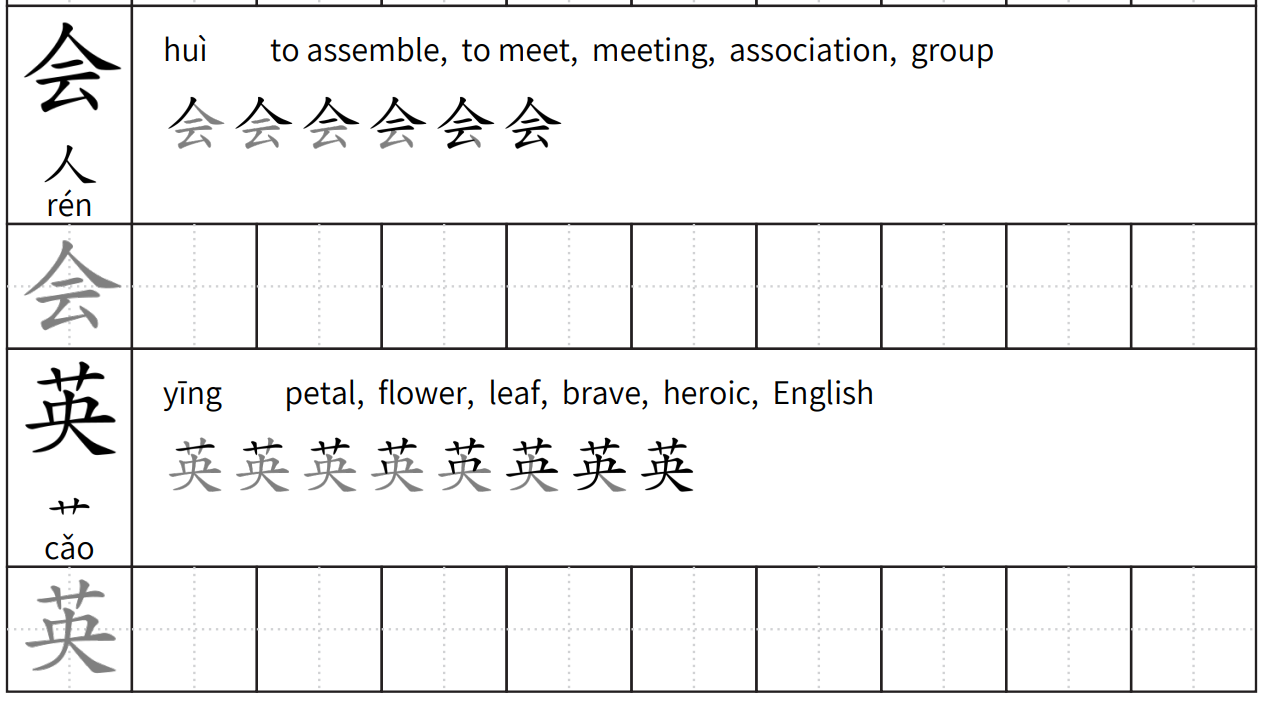 会
huì to assemble, to meet, meeting, association, group
会 会 会 会 会 会
人
rén
会
英
yīng petal, flower, leaf, brave, heroic, English
英 英 英 英 英 英 英 英
艹
cǎo
英